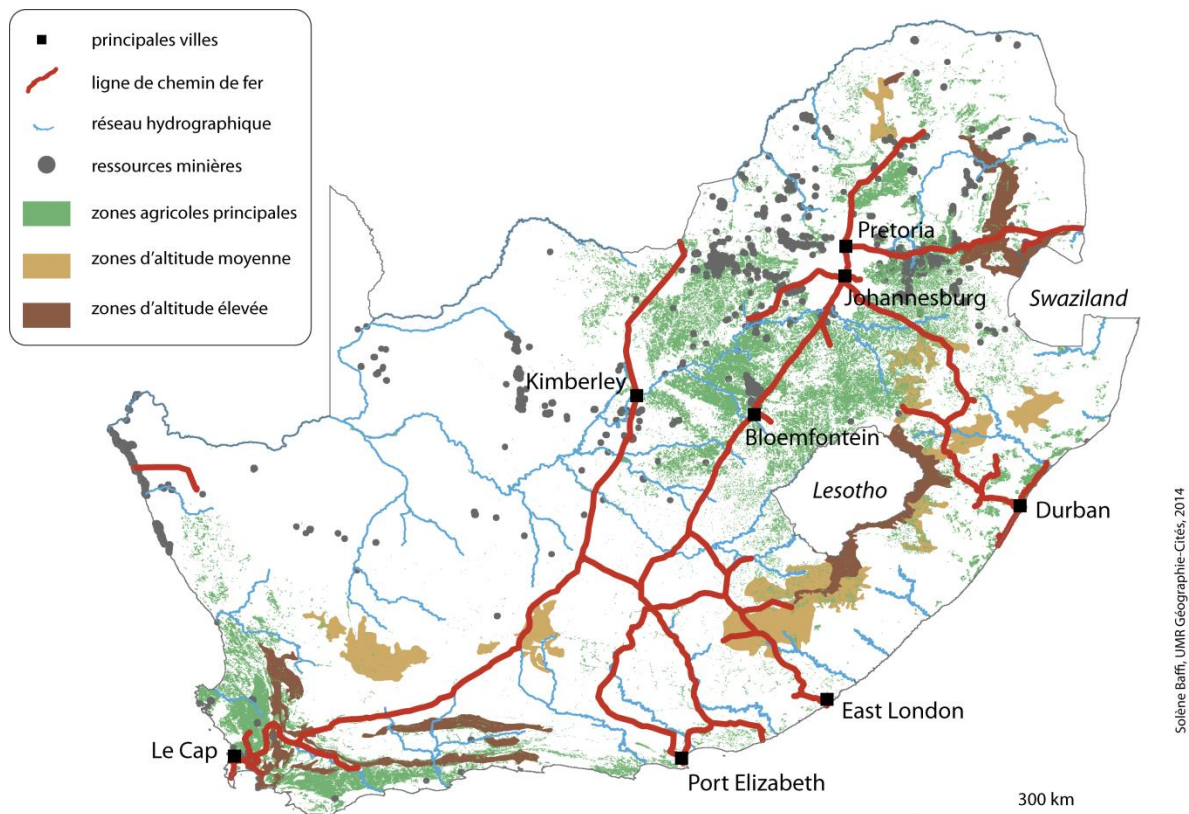 principales villes
ligne de chemin de fer
réseau hydrographique
ressources minières
zones agricoles principales
zones d'altitude moyenne
zones d'altitude élevée
Pretoria
Johannesburg
Swaziland
Kimberley
Bloemfontein
Lesotho
Durban
East London
Le Cap
Port Elizabeth
300 km
Solène Baffi, UMR Géographie-Cités, 2014